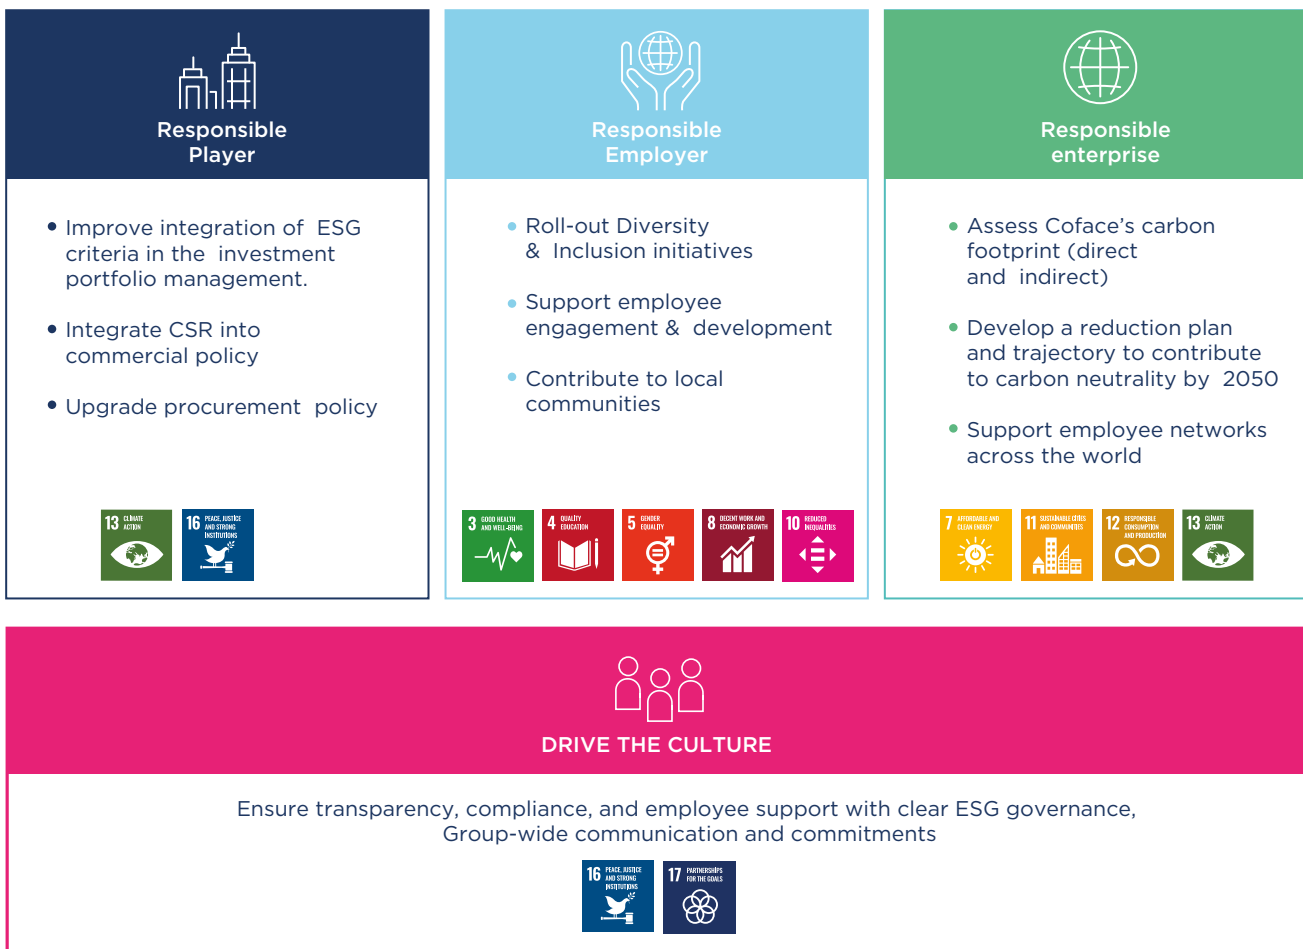 Responsible
Player
Improve integration of ESG
criteria in the investment
portfolio management.
Integrate CSR into
commercial policy
Upgrade procurement policy
13 CLIMATE
ACTION
16 PEACE, JUSTICE
AND STRONG
INSTITUTIONS
Responsible
Employer
Roll-out Diversity
& Inclusion initiatives
Support employee
engagement & development
Contribute to local
communities
3 GOOD HEALTH
AND WELL-BEING
4 QUALITY
EDUCATION
5 GENDER
EQUALITY
8 DECENT WORK AND
ECONOMIC GROWTH
10 REDUCED
INEQUALITIES
Responsible
enterprise
Assess Coface's carbon
footprint (direct
and indirect)
Develop a reduction plan
and trajectory to contribute
to carbon neutrality by 2050
Support employee networks
across the world
7 AFFORDABLE AND
CLEAN ENERGY
11 SUSTAINABLE CITIES
AND COMMUNITIES
12 RESPONSIBLE
CONSUMPTION
AND PRODUCTION
13 CLIMATE
ACTION
DRIVE THE CULTURE
Ensure transparency, compliance, and employee support with clear ESG governance,
Group-wide communication and commitments
16 PEACE, JUSTICE
AND STRONG
INSTITUTIONS
17 PARTNERSHIPS
FOR THE GOALS